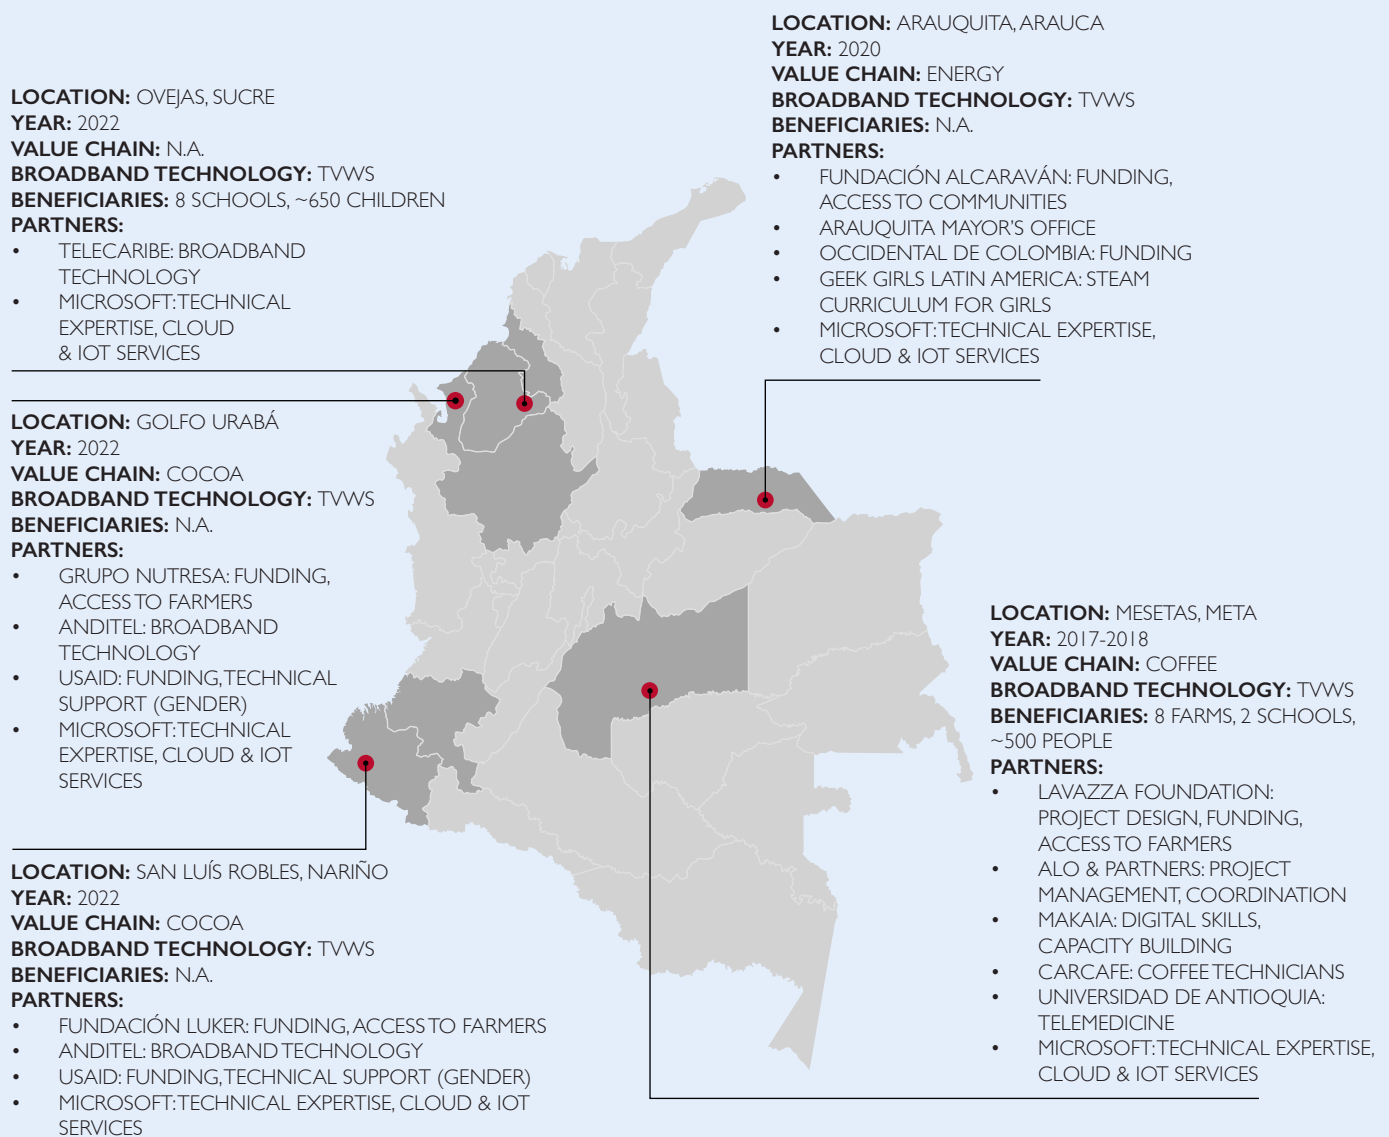 LOCATION: OVEJAS, SUCRE
YEAR: 2022
VALUE CHAIN: N.A.
BROADBAND TECHNOLOGY: TVWS
BENEFICIARIES: 8 SCHOOLS, ~650 CHILDREN
PARTNERS:
• TELECARIBE: BROADBAND
TECHNOLOGY
• MICROSOFT: TECHNICAL
EXPERTISE, CLOUD
& IOT SERVICES
LOCATION: GOLFO URABÁ
YEAR: 2022
VALUE CHAIN: COCOA
BROADBAND TECHNOLOGY: TVWS
BENEFICIARIES: N.A.
PARTNERS:
• GRUPO NUTRESA: FUNDING,
ACCESS TO FARMERS
• ANDITEL: BROADBAND
TECHNOLOGY
• USAID: FUNDING, TECHNICAL
SUPPORT (GENDER)
• MICROSOFT: TECHNICAL
EXPERTISE, CLOUD & IOT
SERVICES
LOCATION: SAN LUÍS ROBLES, NARIÑO
YEAR: 2022
VALUE CHAIN: COCOA
BROADBAND TECHNOLOGY: TVWS
BENEFICIARIES: N.A.
PARTNERS:
• FUNDACIÓN LUKER: FUNDING, ACCESS TO FARMERS
• ANDITEL: BROADBAND TECHNOLOGY
• USAID: FUNDING, TECHNICAL SUPPORT (GENDER)
• MICROSOFT: TECHNICAL EXPERTISE, CLOUD & IOT
SERVICES
LOCATION: ARAUQUITA, ARAUCA
YEAR: 2020
VALUE CHAIN: ENERGY
BROADBAND TECHNOLOGY: TVWS
BENEFICIARIES: N.A.
PARTNERS:
• FUNDACIÓN ALCARAVÁN: FUNDING,
ACCESS TO COMMUNITIES
• ARAUQUITA MAYOR'S OFFICE
• OCCIDENTAL DE COLOMBIA: FUNDING
• GEEK GIRLS LATIN AMERICA: STEAM
CURRICULUM FOR GIRLS
• MICROSOFT: TECHNICAL EXPERTISE,
CLOUD & IOT SERVICES
LOCATION: MESETAS, META
YEAR: 2017-2018
VALUE CHAIN: COFFEE
BROADBAND TECHNOLOGY: TVWS
BENEFICIARIES: 8 FARMS, 2 SCHOOLS,
~500 PEOPLE
PARTNERS:
• LAVAZZA FOUNDATION:
PROJECT DESIGN, FUNDING,
ACCESS TO FARMERS
• ALO & PARTNERS: PROJECT
MANAGEMENT, COORDINATION
• MAKAIA: DIGITAL SKILLS,
CAPACITY BUILDING
• CARCAFE: COFFEE TECHNICIANS
• UNIVERSIDAD DE ANTIOQUIA:
TELEMEDICINE
• MICROSOFT: TECHNICAL EXPERTISE,
CLOUD & IOT SERVICES